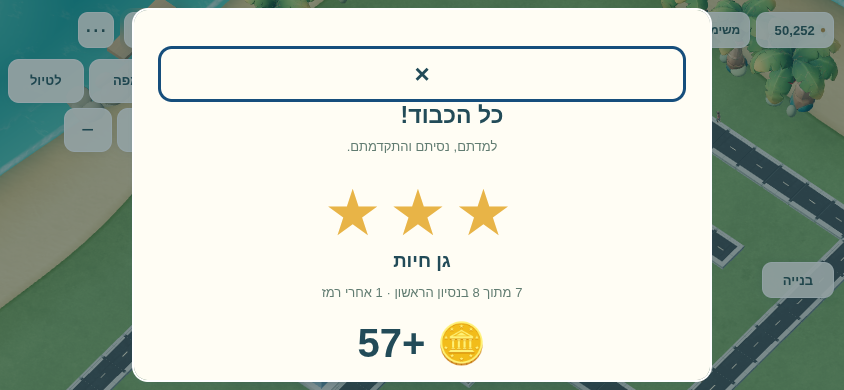 50,252
משימ
...
לטיול
מפה
—
×
כל הכבוד!
למדתם, נסיתם והתקדמתם.
גן חיות
7 מתוך 8 בנסיון הראשון · 1 אחרי רמז
+57
בנייה